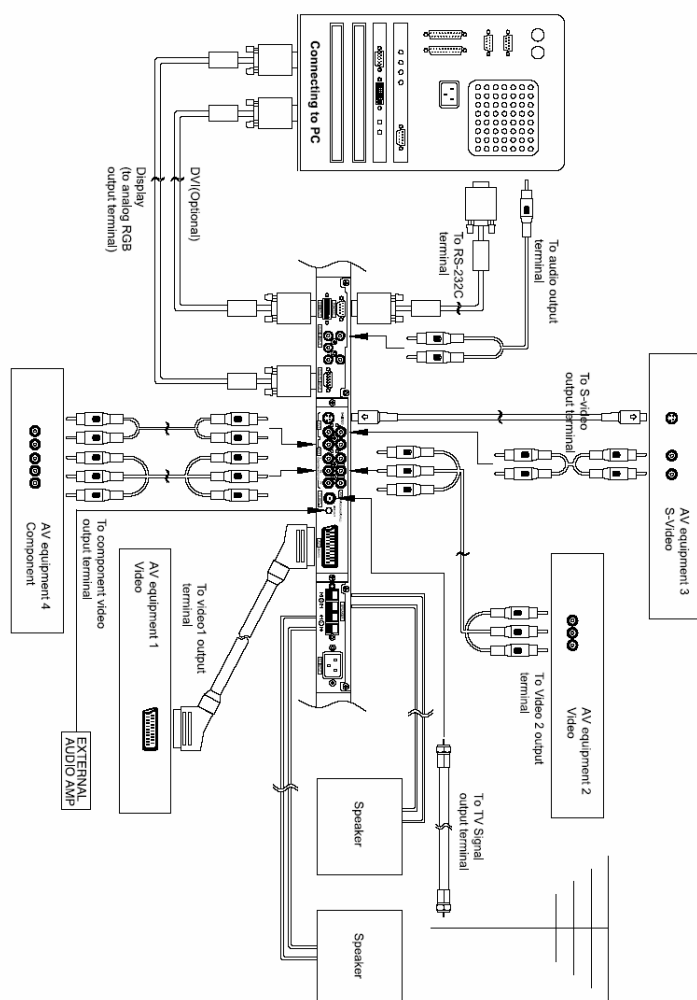 Connecting to PC
Display
(to analog RGB
output terminal)
DVI(Optional)
To RS-232C
terminal
To audio output
terminal
To S-video
output terminal
AV equipment 3
S-Video
AV equipment 2
Video
To Video 2 output
terminal
To TV Signal
output terminal
Speaker
Speaker
AV equipment 4
Component
To component video
output terminal
AV equipment 1
Video
To video1 output
terminal
EXTERNAL
AUDIO AMP